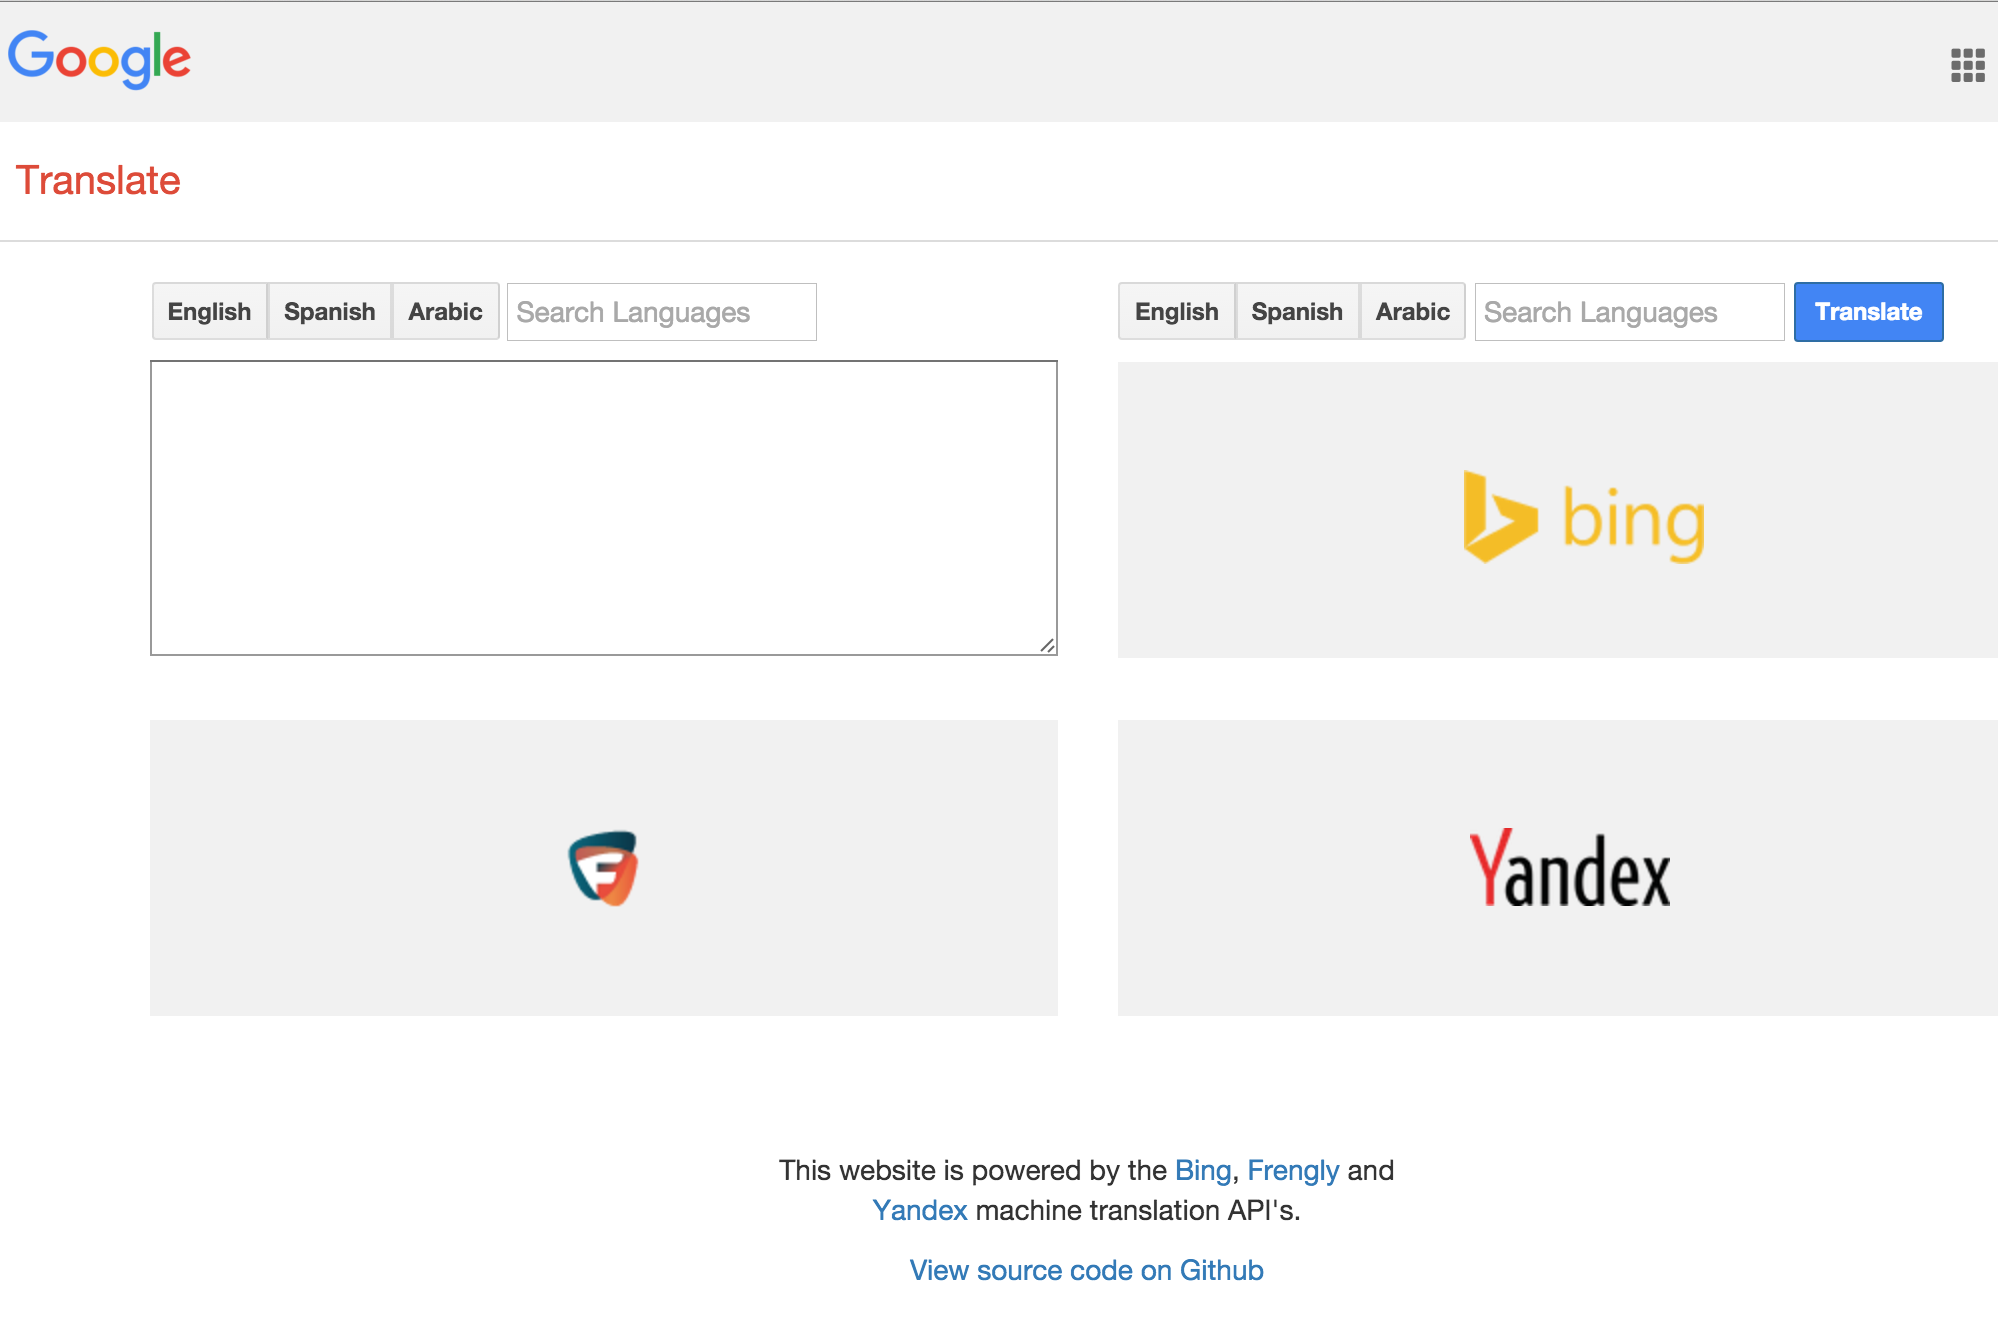 Google
Translate
English Spanish Arabic Search Languages
English Spanish Arabic Search Languages Translate
bing
F
Yandex
This website is powered by the Bing, Frengly and
Yandex machine translation API's.
View source code on Github